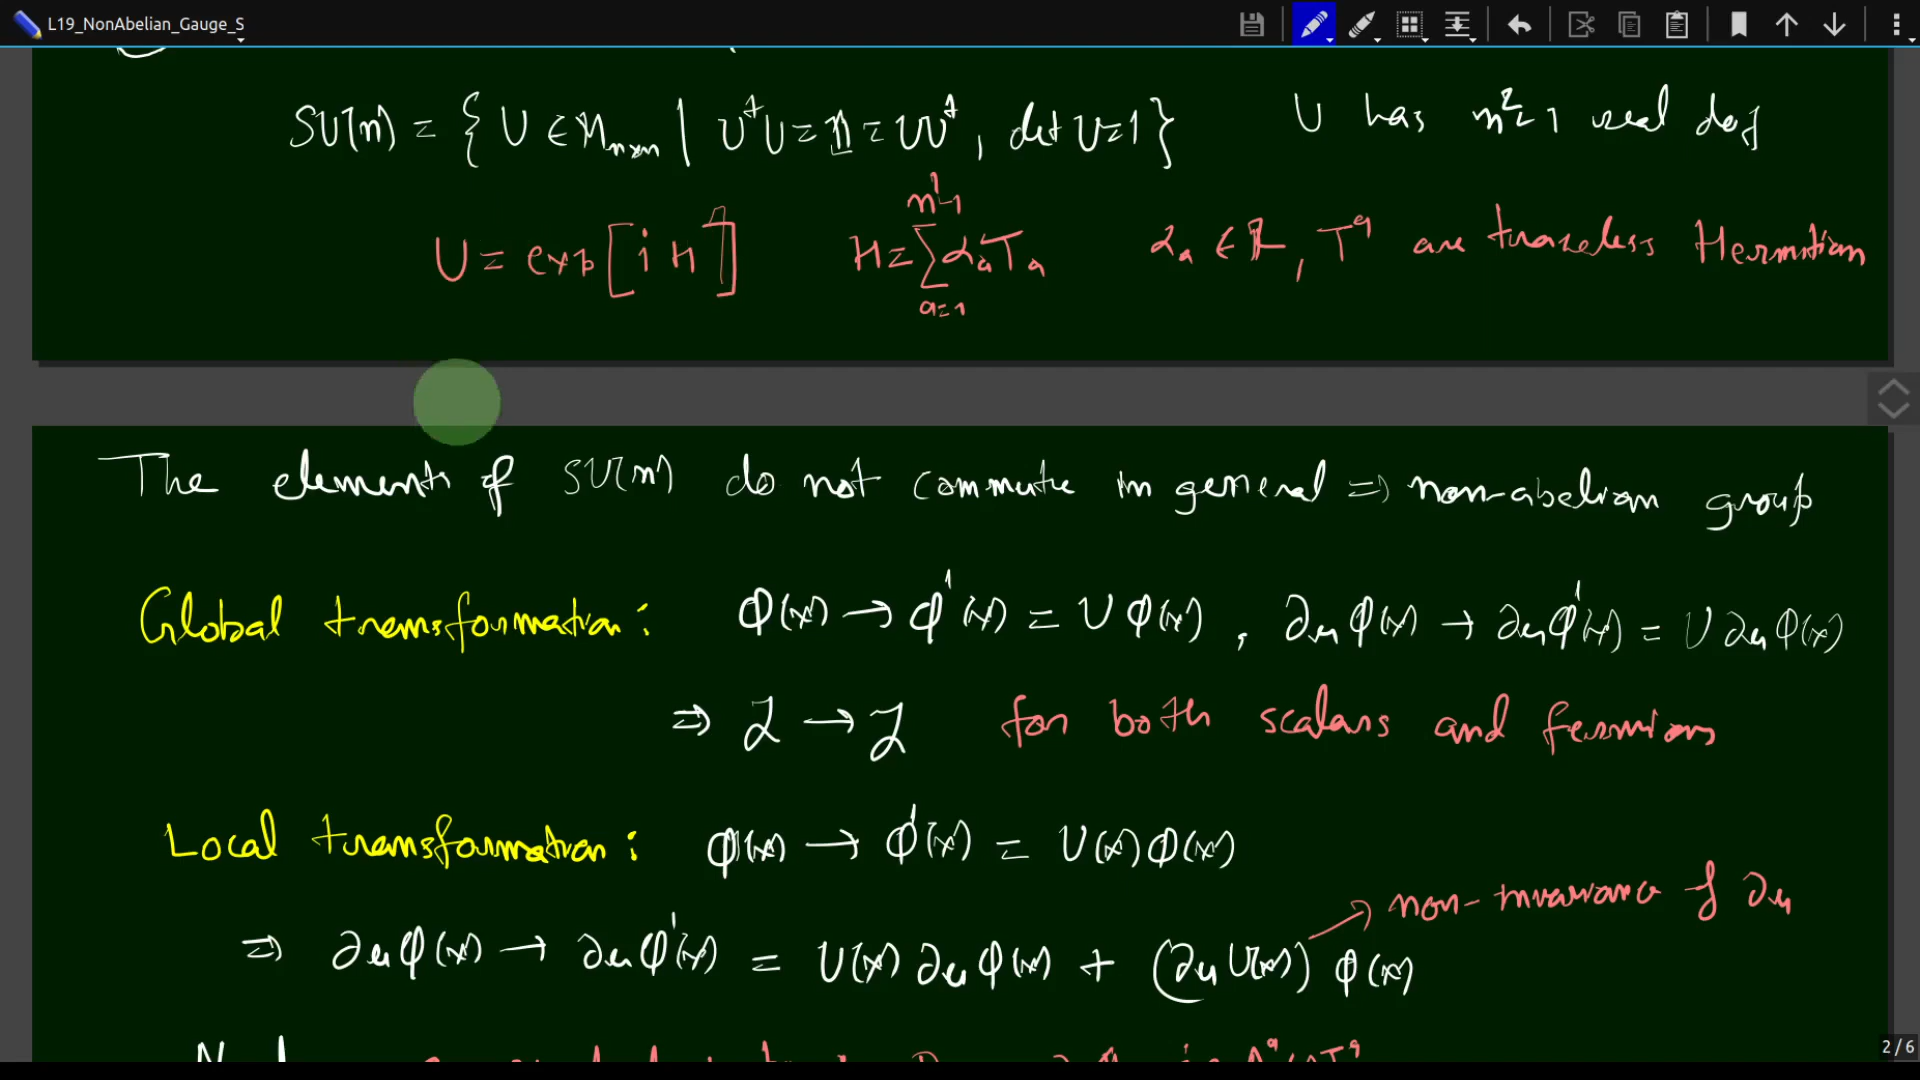 L19_NonAbelian_Gauge_S
SU(n) = { U ∈ M_{n×n} | U†U = 𝟙 = UU†, det U = 1 } U has n²-1 real dof
U = exp[i H] H = Σ_{a=1}^{n²-1} α_a T_a α_a ∈ ℝ, T^a are traceless Hermitian
The elements of SU(n) do not commute in general ⇒ non-abelian group
Global transformation: φ(x) → φ'(x) = U φ(x), ∂_μ φ(x) → ∂_μ φ'(x) = U ∂_μ φ(x)
⇒ ℒ → ℒ for both scalars and fermions
Local transformation: φ(x) → φ'(x) = U(x) φ(x)
non-invariance of ∂_μ
⇒ ∂_μ φ(x) → ∂_μ φ'(x) = U(x) ∂_μ φ(x) + (∂_μ U(x)) φ(x)
2 / 6